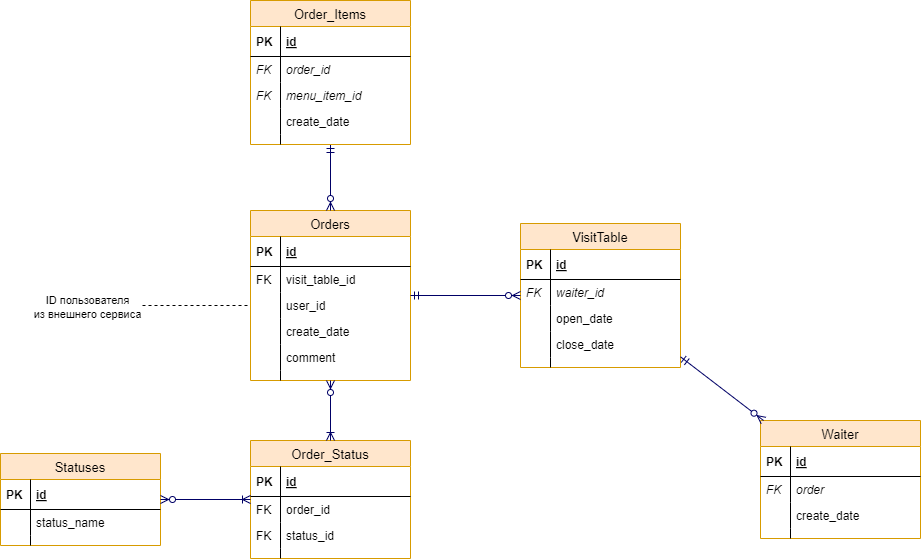 Order_Items
PK id
FK order_id
FK menu_item_id
create_date
Orders
PK id
FK visit_table_id
user_id
create_date
comment
ID пользователя
из внешнего сервиса
VisitTable
PK id
FK waiter_id
open_date
close_date
Waiter
PK id
FK order
create_date
Order_Status
PK id
FK order_id
FK status_id
Statuses
PK id
status_name